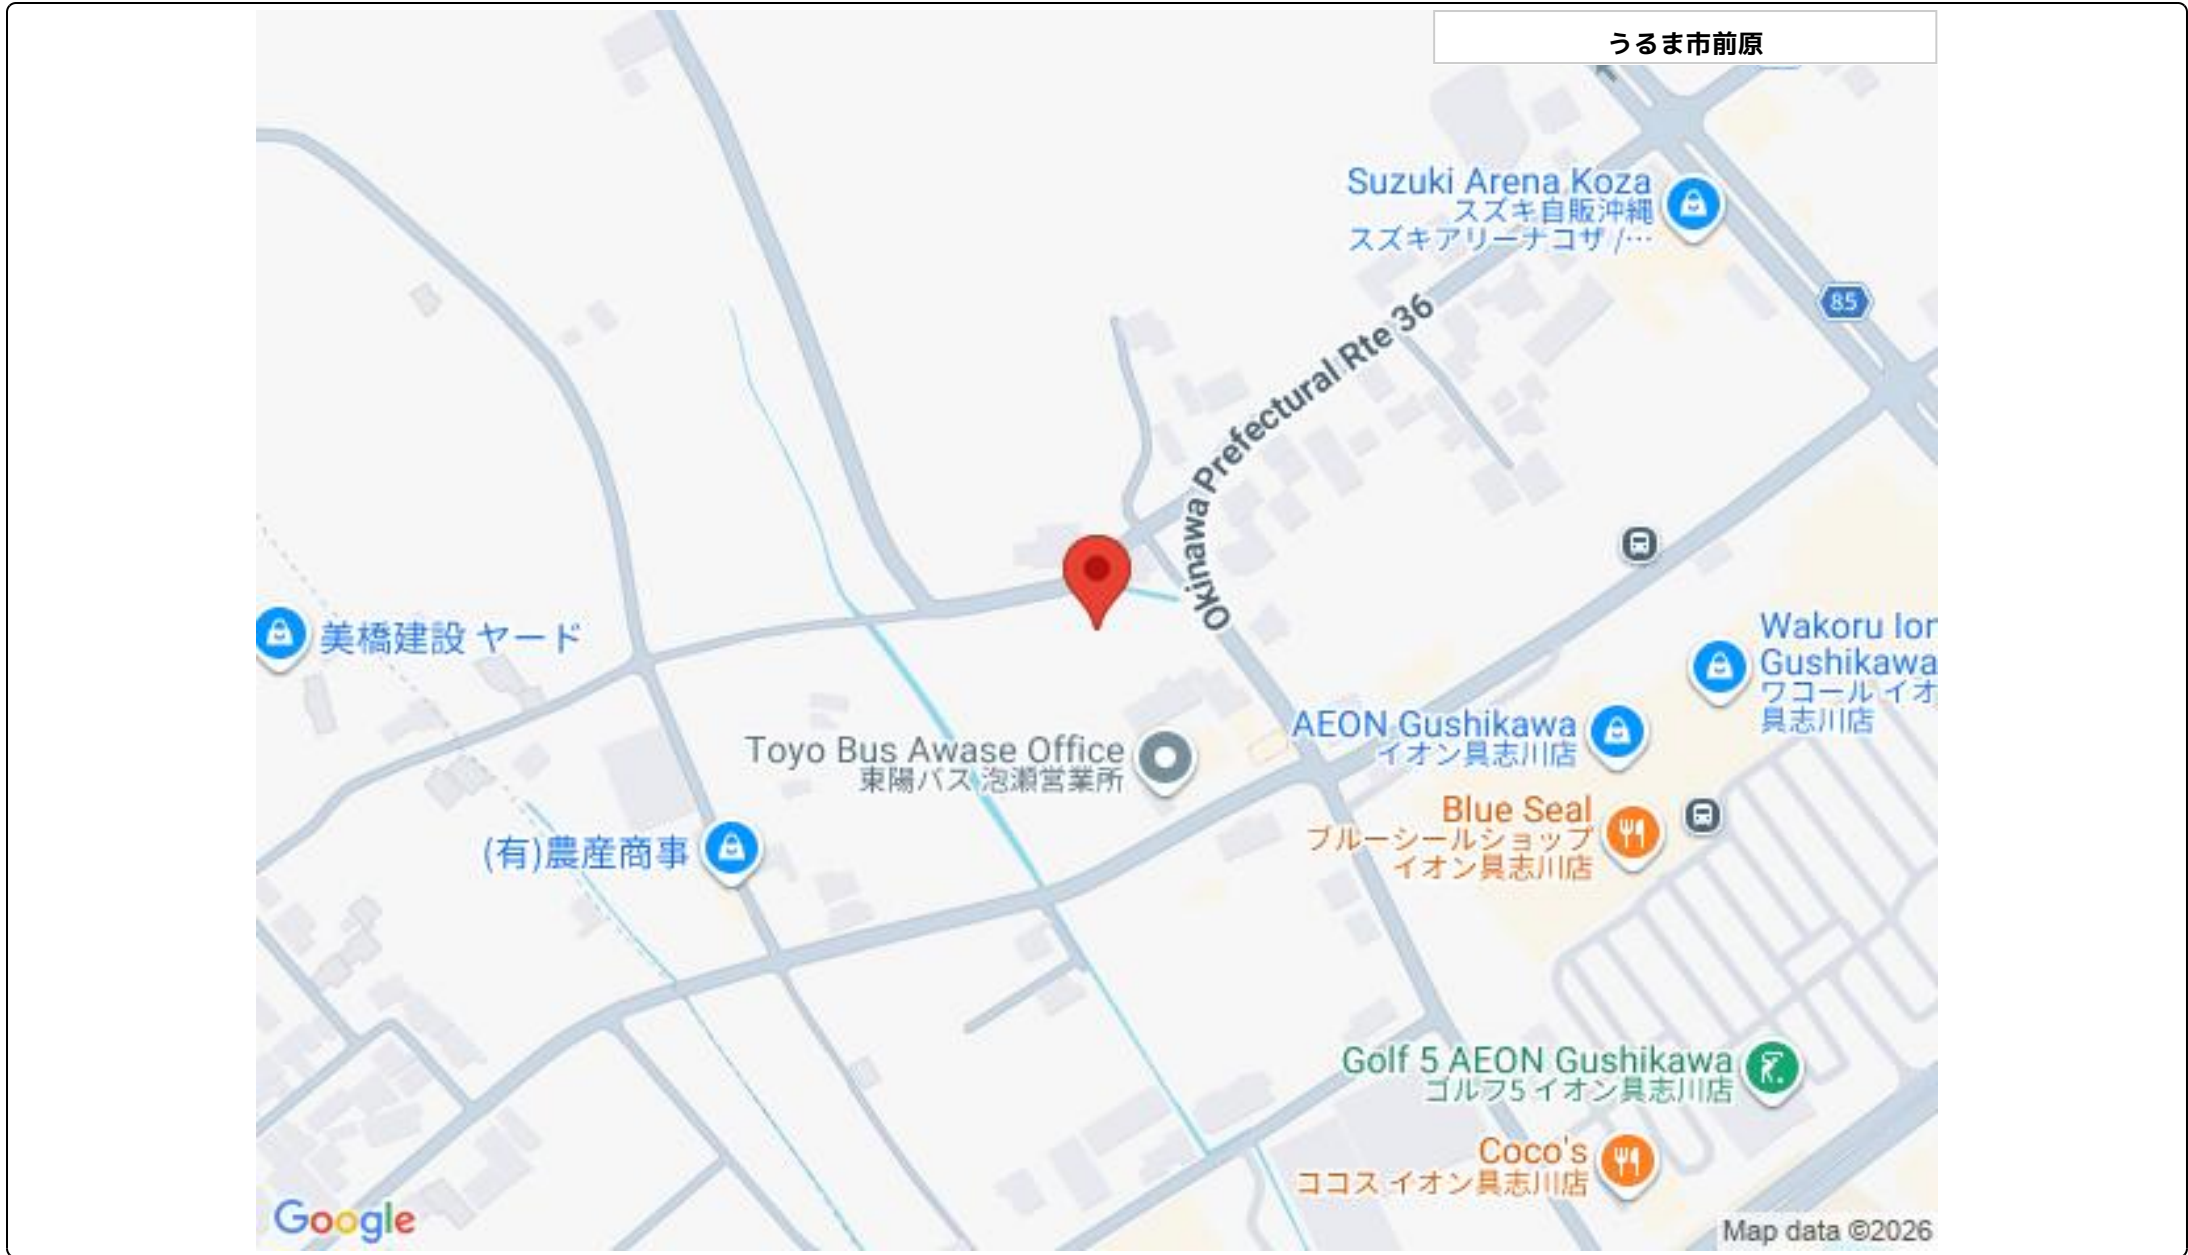 うるま市前原
Suzuki Arena Koza
スズキ自販沖縄
スズキアリーナコザ /…
85
Okinawa Prefectural Rte 36
美橋建設 ヤード
Wakoru Ion
Gushikawa
ワコール イオ
具志川店
AEON Gushikawa
イオン具志川店
Toyo Bus Awase Office
東陽バス 泡瀬営業所
Blue Seal
ブルーシールショップ
イオン具志川店
(有)農産商事
Golf 5 AEON Gushikawa
ゴルフ5 イオン具志川店
Coco's
ココス イオン具志川店
Google
Map data ©2026